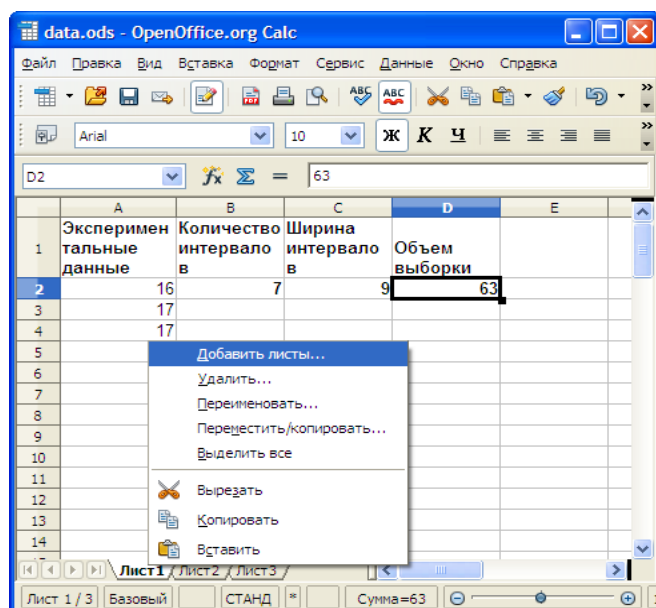 data.ods - OpenOffice.org Calc
Файл Правка Вид Вставка Формат Сервис Данные Окно Справка
ABC ABC »
Arial 10 Ж К Ч »
D2 fx Σ = 63
A B C D E
1 Эксперимен тальные данные Количество интервало в Ширина интервало в Объем выборки
2 16 7 9 63
3 17
4 17
5 Добавить листы...
6 Удалить...
7 Переименовать...
8 Переместить/копировать...
9 Выделить все
10
11
12 Вырезать
13 Копировать
14 Вставить
Лист1 Лист2 Лист3
Лист 1 / 3 Базовый СТАНД * Сумма=63